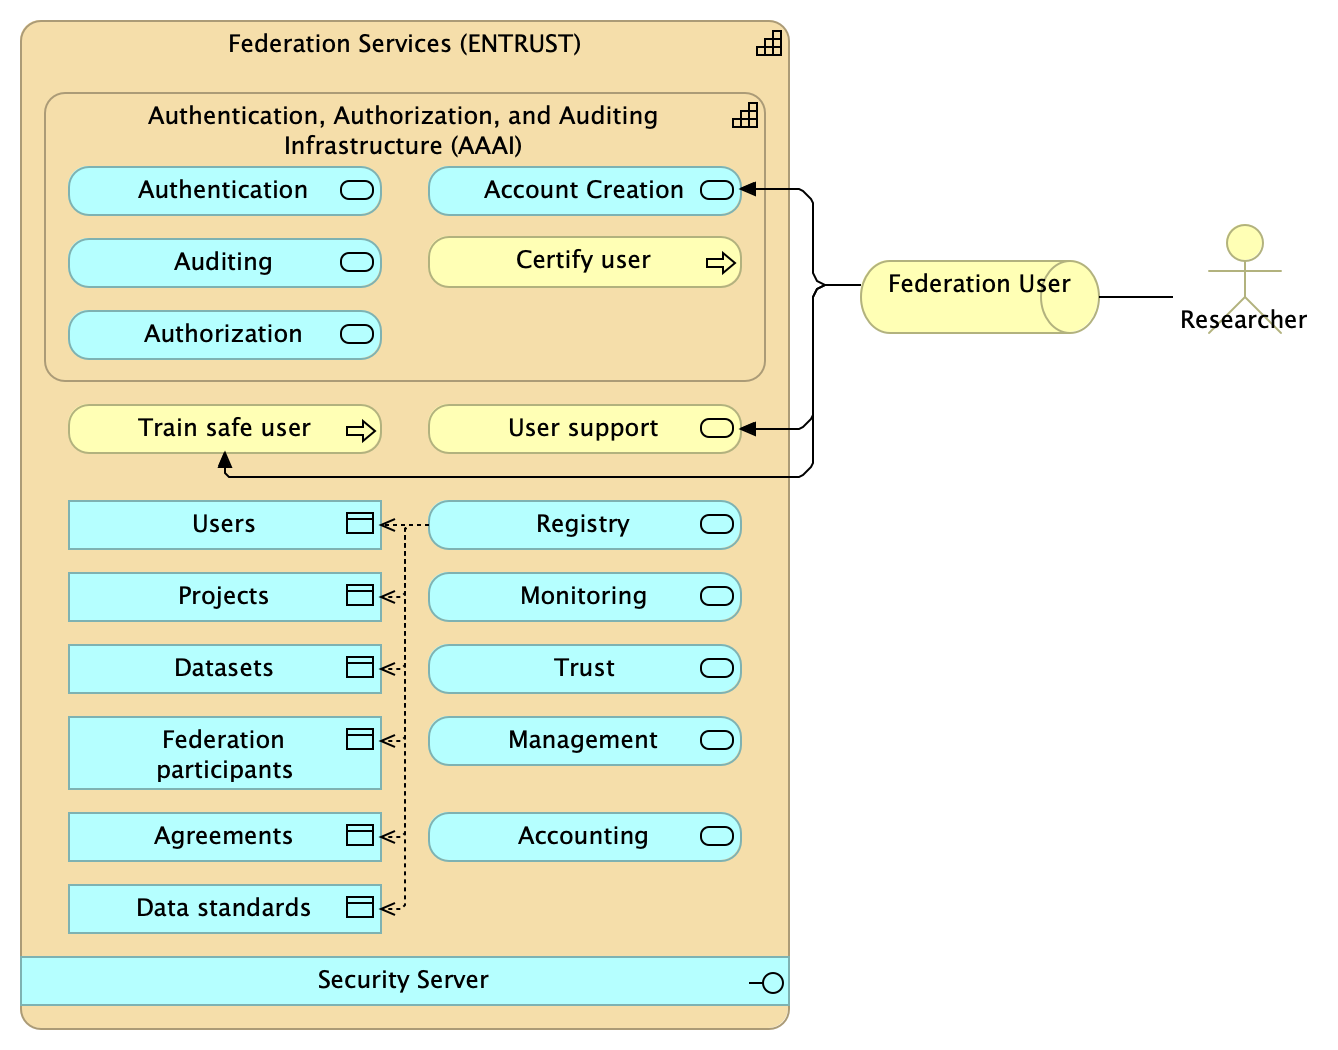 Federation Services (ENTRUST)
Authentication, Authorization, and Auditing
Infrastructure (AAAI)
Authentication
Account Creation
Auditing
Certify user
Authorization
Federation User
Researcher
Train safe user
User support
Users
Registry
Projects
Monitoring
Datasets
Trust
Federation
participants
Management
Agreements
Accounting
Data standards
Security Server